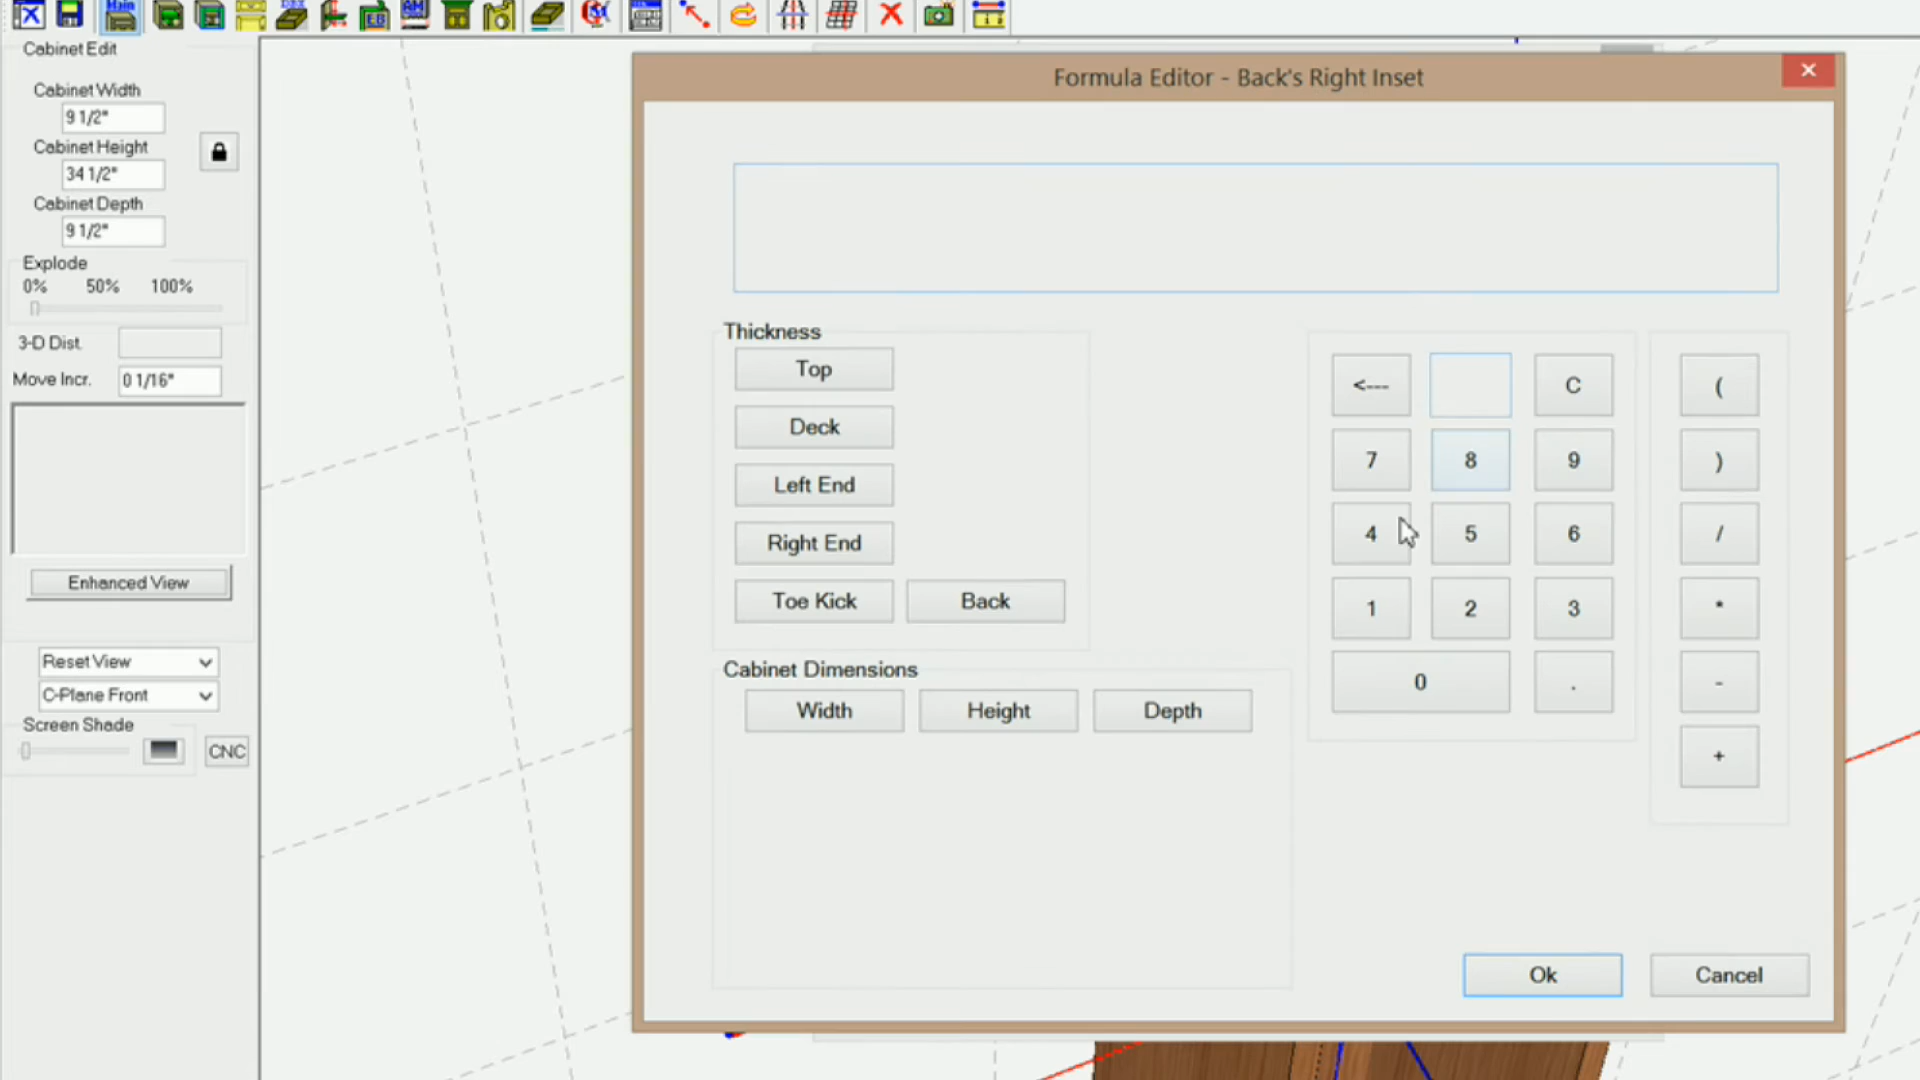 Main
EB
AM
Cabinet Edit
Cabinet Width
9 1/2"
Cabinet Height
34 1/2"
Cabinet Depth
9 1/2"
Explode
0% 50% 100%
3-D Dist.
Move Incr. 0 1/16"
Enhanced View
Reset View
C-Plane Front
Screen Shade
CNC
Formula Editor - Back's Right Inset
Thickness
Top
Deck
Left End
Right End
Toe Kick Back
Cabinet Dimensions
Width Height Depth
<--- C (
7 8 9 )
4 5 6 /
1 2 3 *
0 . -
+
Ok Cancel